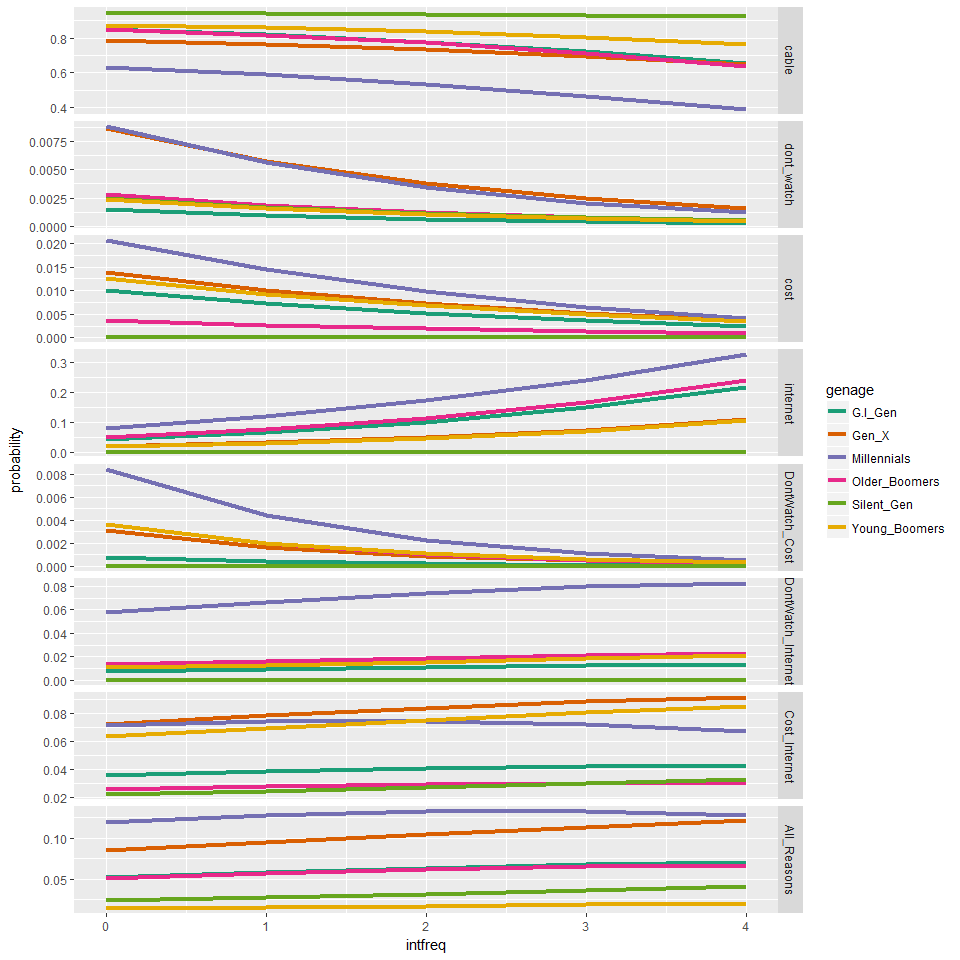 0.8
0.6
0.4
cable
0.0075
0.0050
0.0025
0.0000
dont_watch
0.020
0.015
0.010
0.005
0.000
cost
0.3
0.2
0.1
0.0
internet
0.008
0.006
0.004
0.002
0.000
DontWatch_Cost
0.08
0.06
0.04
0.02
0.00
DontWatch_Internet
0.08
0.06
0.04
0.02
Cost_Internet
0.10
0.05
All_Reasons
0
1
2
3
4
intfreq
probability
genage
G.I_Gen
Gen_X
Millennials
Older_Boomers
Silent_Gen
Young_Boomers